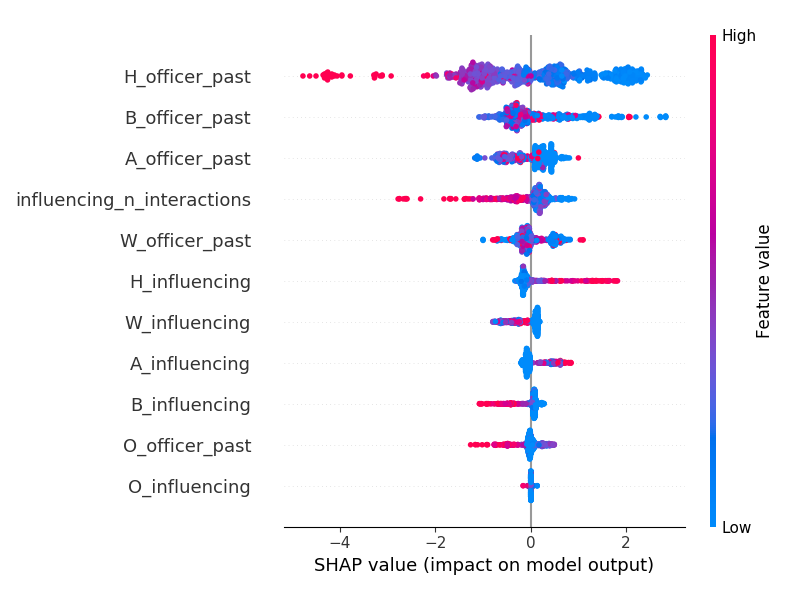 High
H_officer_past
B_officer_past
A_officer_past
influencing_n_interactions
W_officer_past
H_influencing
W_influencing
A_influencing
B_influencing
O_officer_past
O_influencing
Feature value
Low
−4 −2 0 2
SHAP value (impact on model output)